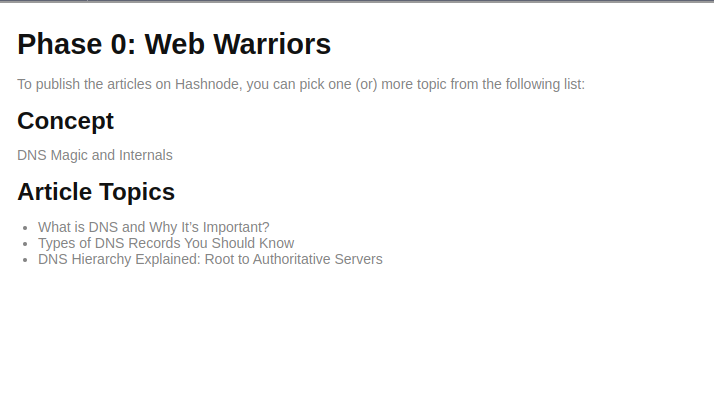 Phase 0: Web Warriors
To publish the articles on Hashnode, you can pick one (or) more topic from the following list:
Concept
DNS Magic and Internals
Article Topics
• What is DNS and Why It’s Important?
• Types of DNS Records You Should Know
• DNS Hierarchy Explained: Root to Authoritative Servers